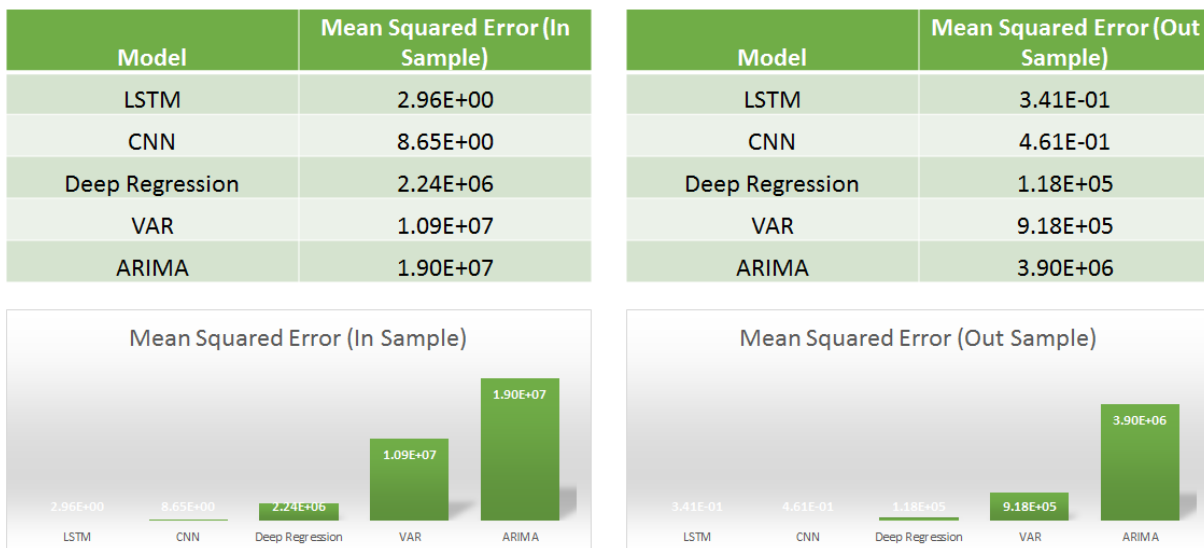 Model Mean Squared Error (In Sample)
LSTM 2.96E+00
CNN 8.65E+00
Deep Regression 2.24E+06
VAR 1.09E+07
ARIMA 1.90E+07
Model Mean Squared Error (Out Sample)
LSTM 3.41E-01
CNN 4.61E-01
Deep Regression 1.18E+05
VAR 9.18E+05
ARIMA 3.90E+06
Mean Squared Error (In Sample)
2.96E+00 8.65E+00 2.24E+06 1.09E+07 1.90E+07
LSTM CNN Deep Regression VAR ARIMA
Mean Squared Error (Out Sample)
3.41E-01 4.61E-01 1.18E+05 9.18E+05 3.90E+06
LSTM CNN Deep Regression VAR ARIMA